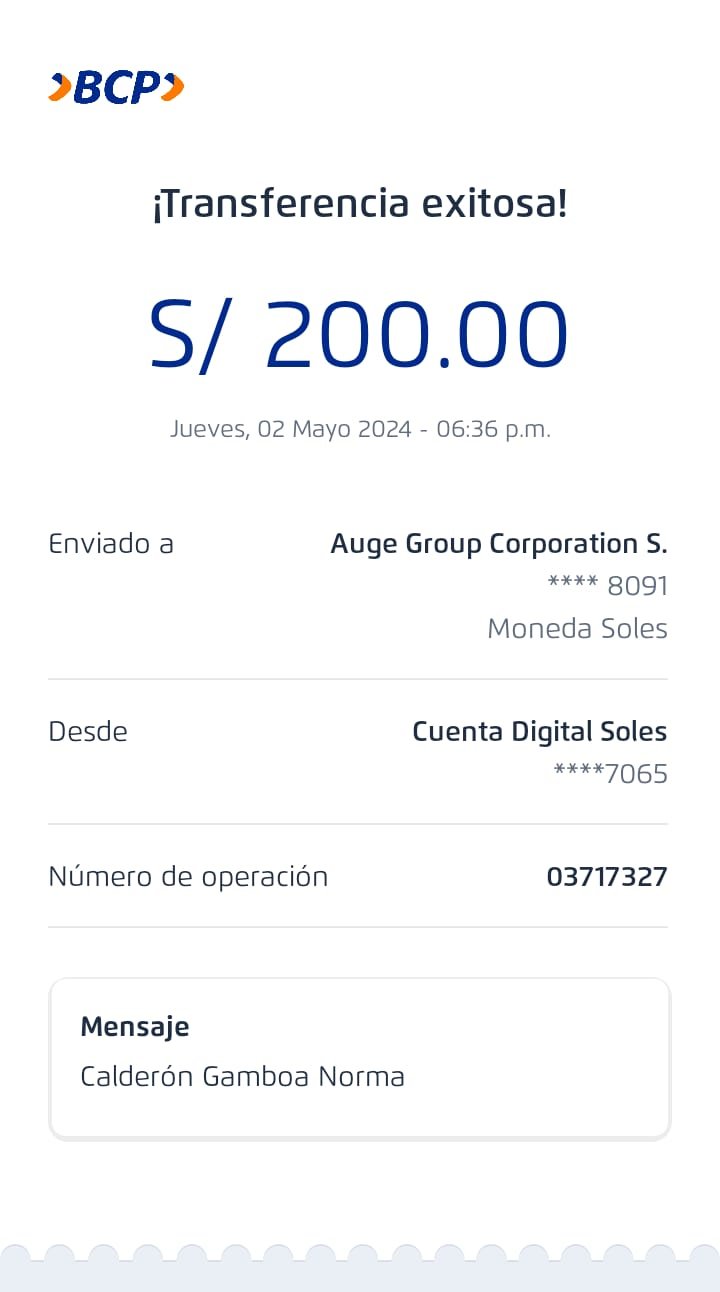 BCP
¡Transferencia exitosa!
S/ 200.00
Jueves, 02 Mayo 2024 - 06:36 p.m.
Enviado a
Auge Group Corporation S.
**** 8091
Moneda Soles
Desde
Cuenta Digital Soles
****7065
Número de operación
03717327
Mensaje
Calderón Gamboa Norma